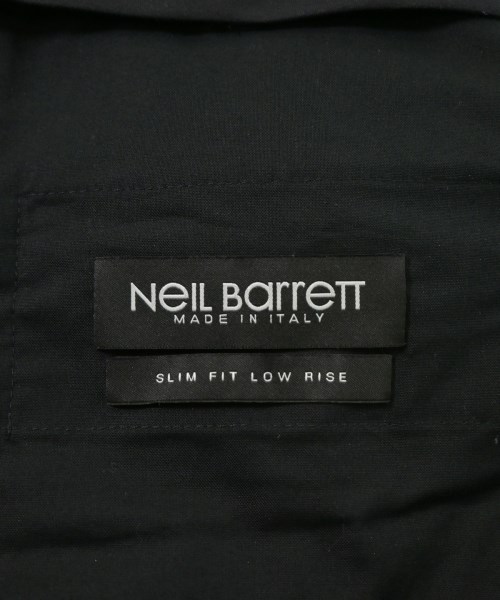 Neil Barrett
MADE IN ITALY
SLIM FIT LOW RISE